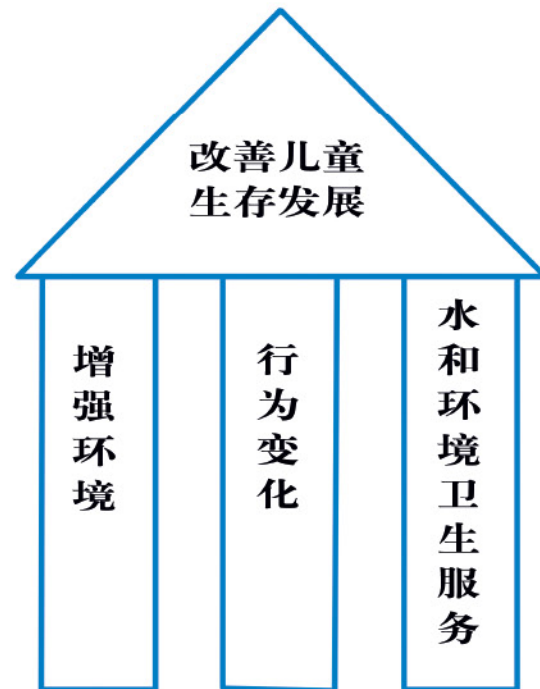 改善儿童
生存发展
增强环境
行为变化
水和环境卫生服务